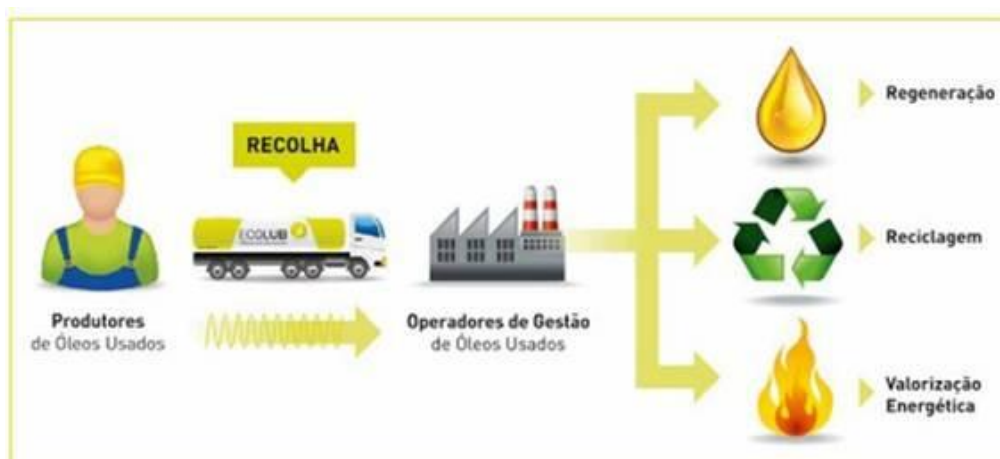 RECOLHA
ECOLUB
Produtores
de Óleos Usados
Operadores de Gestão
de Óleos Usados
Regeneração
Reciclagem
Valorização
Energética